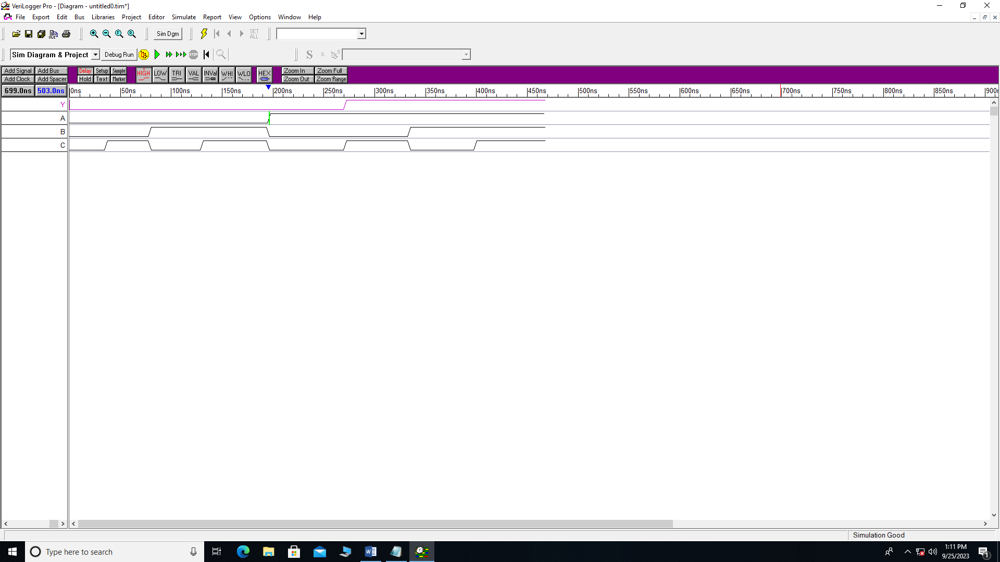 VeriLogger Pro - [Diagram - untitled0.tim*]
File Export Edit Bus Libraries Project Editor Simulate Report View Options Window Help
OLE Sim Dgm SET ALL
Sim Diagram & Project Debug Run STOP S S S
Add Signal Add Bus Delay Setup Sample HIGH LOW TRI VAL INVal WHI WLO HEX Zoom In Zoom Full
Add Clock Add Spacer Hold Text Marker Zoom Out Zoom Range
699.0ns 503.0ns 0ns 50ns 100ns 150ns 200ns 250ns 300ns 350ns 400ns 450ns 500ns 550ns 600ns 650ns 700ns 750ns 800ns 850ns 900n
Y
A
B
C
Simulation Good
Type here to search
1:11 PM
9/25/2023
1